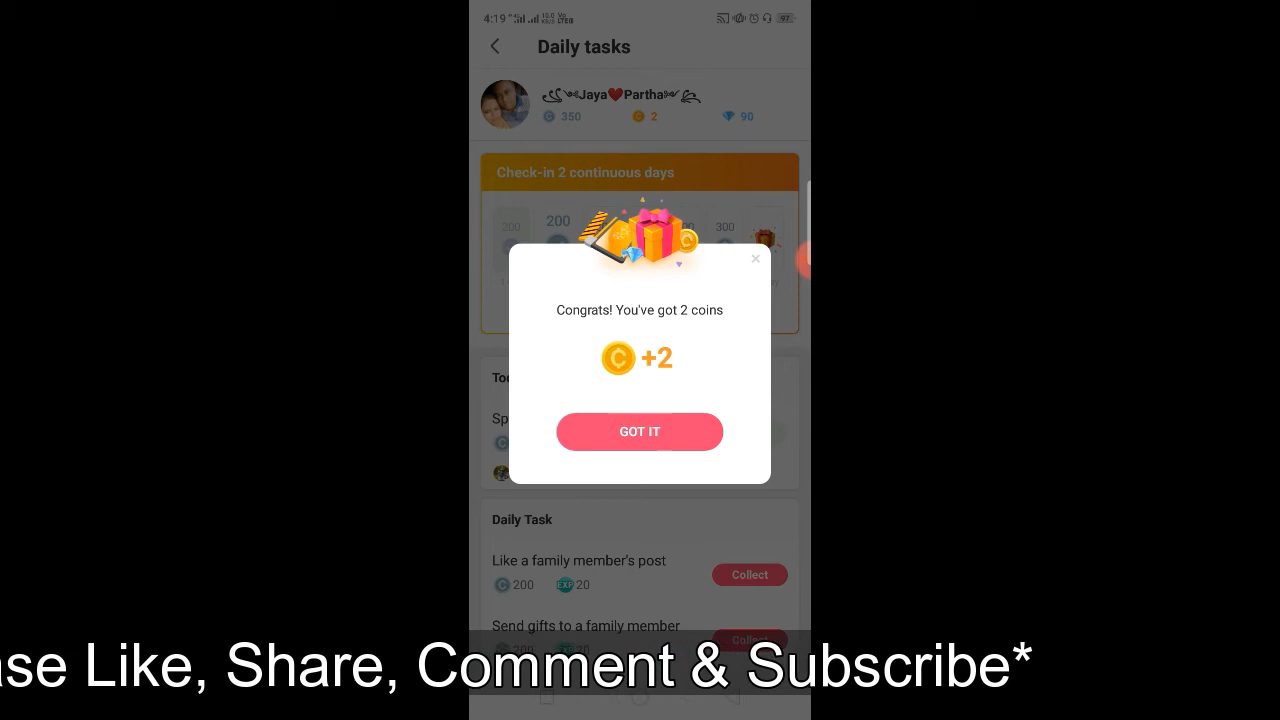 4:19
97
Daily tasks
Jaya❤️Partha
350 2 90
Check-in 2 continuous days
200 200 300
Congrats! You've got 2 coins
+2
GOT IT
Daily Task
Like a family member's post
200 EXP 20 Collect
Send gifts to a family member
Collect
Like, Share, Comment & Subscribe*